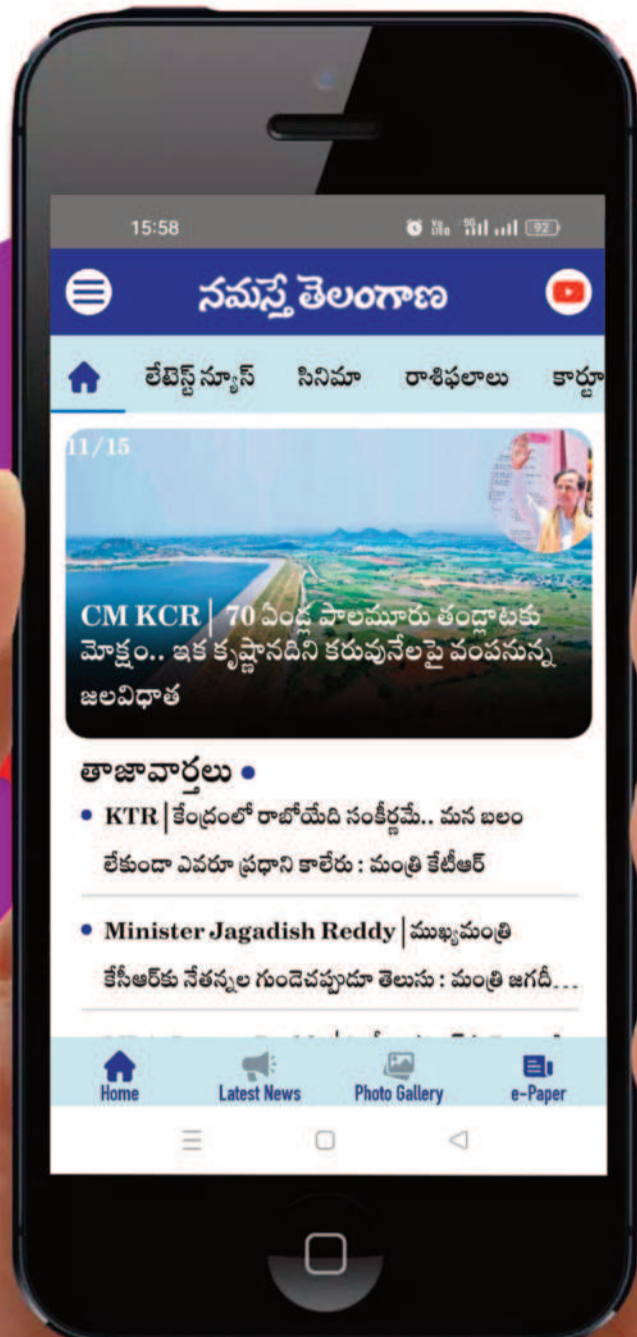 15:58
92
నమస్తే తెలంగాణ
లేటెస్ట్ న్యూస్ సినిమా రాశిఫలాలు కార్టూ
11/15
CM KCR | 70 ఏండ్ల పాలమూరు తండ్లాటకు
మోక్షం.. ఇక కృష్ణానదిని కరువునేలపై వంపనున్న
జలవిధాత
తాజావార్తలు
KTR | కేంద్రంలో రాబోయేది సంకీర్ణమే.. మన బలం
లేకుండా ఎవరూ ప్రధాని కాలేరు : మంత్రి కేటీఆర్
Minister Jagadish Reddy | ముఖ్యమంత్రి
కేసీఆర్‌కు నేతన్నల గుండెచప్పుడూ తెలుసు : మంత్రి జగదీ...
Home Latest News Photo Gallery e-Paper